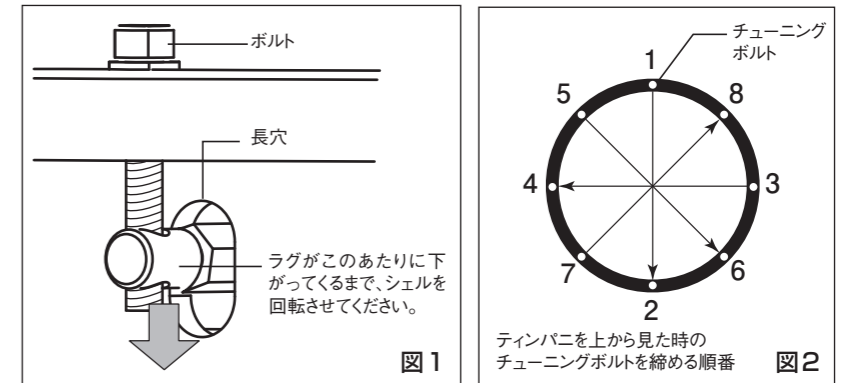 ボルト
長穴
ラグがこのあたりに下
がってくるまで、シェルを
回転させてください。
図1
チューニング
ボルト
1
5
8
4
3
7
6
2
ティンパニを上から見た時の
チューニングボルトを締める順番
図2